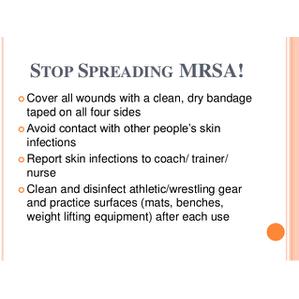 STOP SPREADING MRSA!
Cover all wounds with a clean, dry bandage
taped on all four sides
Avoid contact with other people's skin
infections
Report skin infections to coach/ trainer/
nurse
Clean and disinfect athletic/wrestling gear
and practice surfaces (mats, benches,
weight lifting equipment) after each use